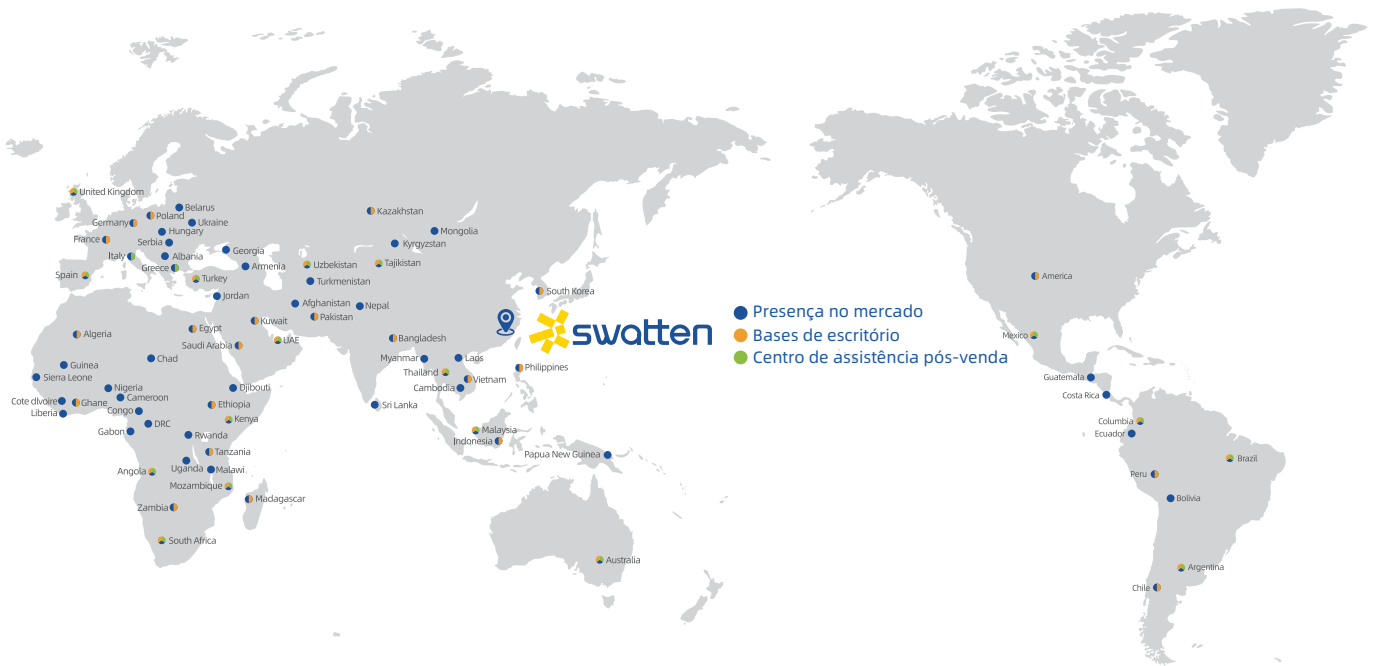 United Kingdom
Belarus
Poland
Germany
Ukraine
Hungary
France
Serbia
Georgia
Italy
Albania
Greece
Armenia
Spain
Turkey
Jordan
Kazakhstan
Mongolia
Kyrgyzstan
Uzbekistan
Tajikistan
Turkmenistan
Afghanistan
Nepal
Pakistan
South Korea
Kuwait
Egypt
Algeria
Saudi Arabia
UAE
Bangladesh
Chad
Guinea
Myanmar
Laos
Sierra Leone
Thailand
Philippines
Vietnam
Nigeria
Djibouti
Cambodia
Cameroon
Cote dlvoire
Ghane
Ethiopia
Sri Lanka
Liberia
Congo
Kenya
DRC
Gabon
Rwanda
Malaysia
Indonesia
Tanzania
Papua New Guinea
Uganda
Malawi
Angola
Mozambique
Madagascar
Zambia
South Africa
Australia
swatten
Presença no mercado
Bases de escritório
Centro de assistência pós-venda
America
Mexico
Guatemala
Costa Rica
Columbia
Ecuador
Brazil
Peru
Bolivia
Argentina
Chile